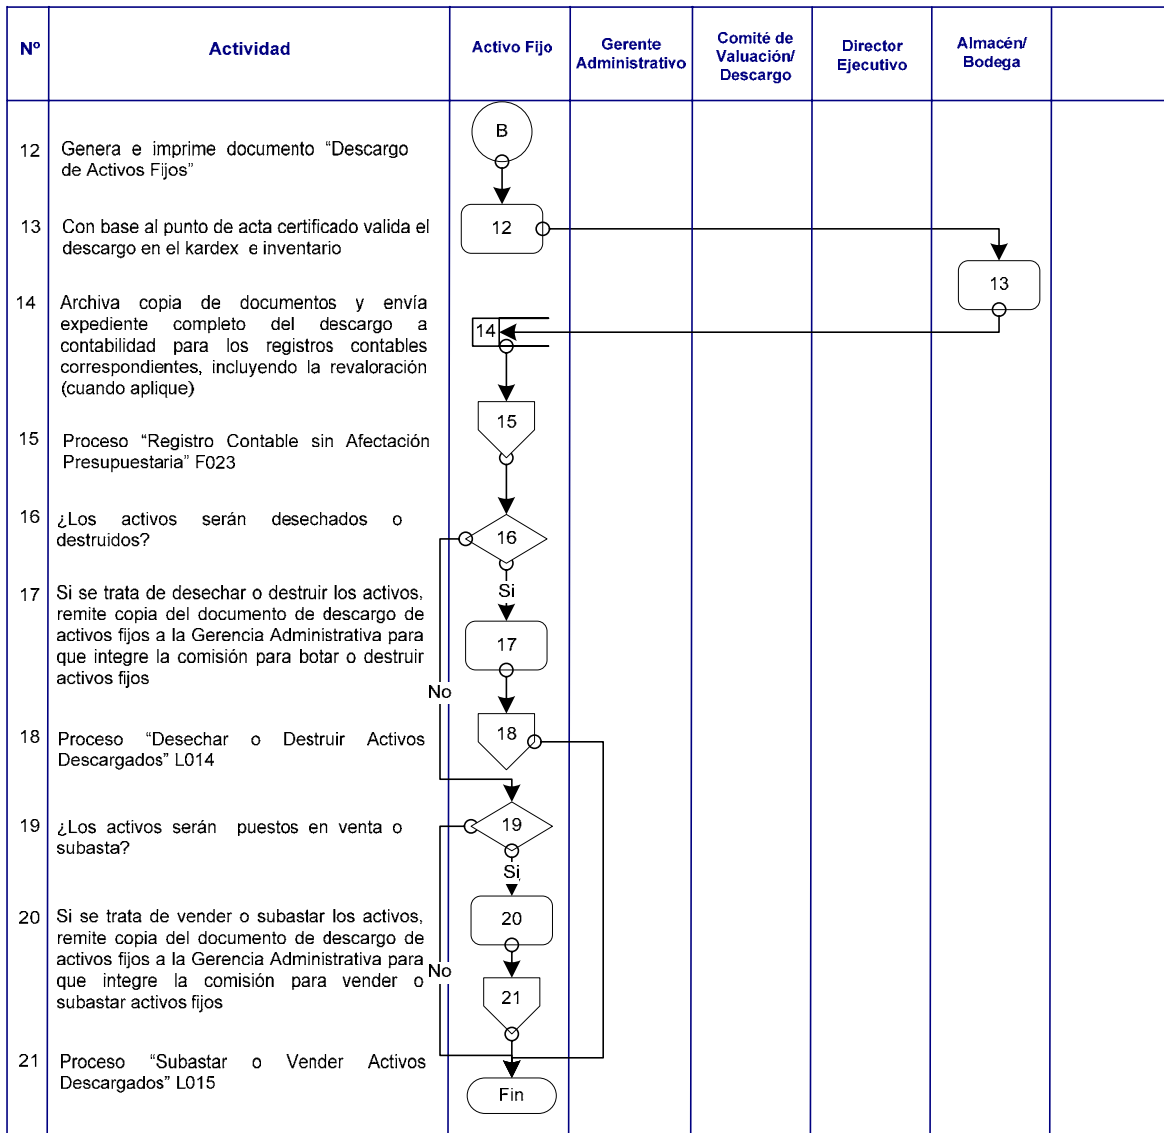 Nº
Actividad
Activo Fijo
Gerente
Administrativo
Comité de
Valuación/
Descargo
Director
Ejecutivo
Almacén/
Bodega
B
12
Genera e imprime documento “Descargo
de Activos Fijos”
12
13
Con base al punto de acta certificado valida el
descargo en el kardex e inventario
13
14
Archiva copia de documentos y envía
expediente completo del descargo a
contabilidad para los registros contables
correspondientes, incluyendo la revaloración
(cuando aplique)
14
15
15
Proceso “Registro Contable sin Afectación
Presupuestaria” F023
16
¿Los activos serán desechados o
destruidos?
16
Si
17
Si se trata de desechar o destruir los activos,
remite copia del documento de descargo de
activos fijos a la Gerencia Administrativa para
que integre la comisión para botar o destruir
activos fijos
17
No
18
Proceso “Desechar o Destruir Activos
Descargados” L014
18
19
¿Los activos serán puestos en venta o
subasta?
19
Si
20
Si se trata de vender o subastar los activos,
remite copia del documento de descargo de
activos fijos a la Gerencia Administrativa para
que integre la comisión para vender o
subastar activos fijos
20
No
21
21
Proceso “Subastar o Vender Activos
Descargados” L015
Fin